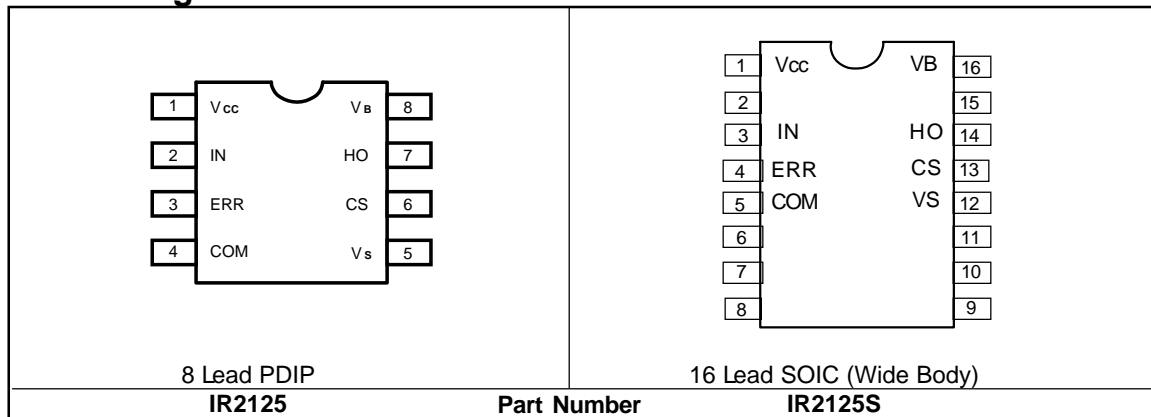 g
1 Vcc VB 8
2 IN HO 7
3 ERR CS 6
4 COM Vs 5
8 Lead PDIP
1 Vcc VB 16
2 15
3 IN HO 14
4 ERR CS 13
5 COM VS 12
6 11
7 10
8 9
16 Lead SOIC (Wide Body)
IR2125 Part Number IR2125S